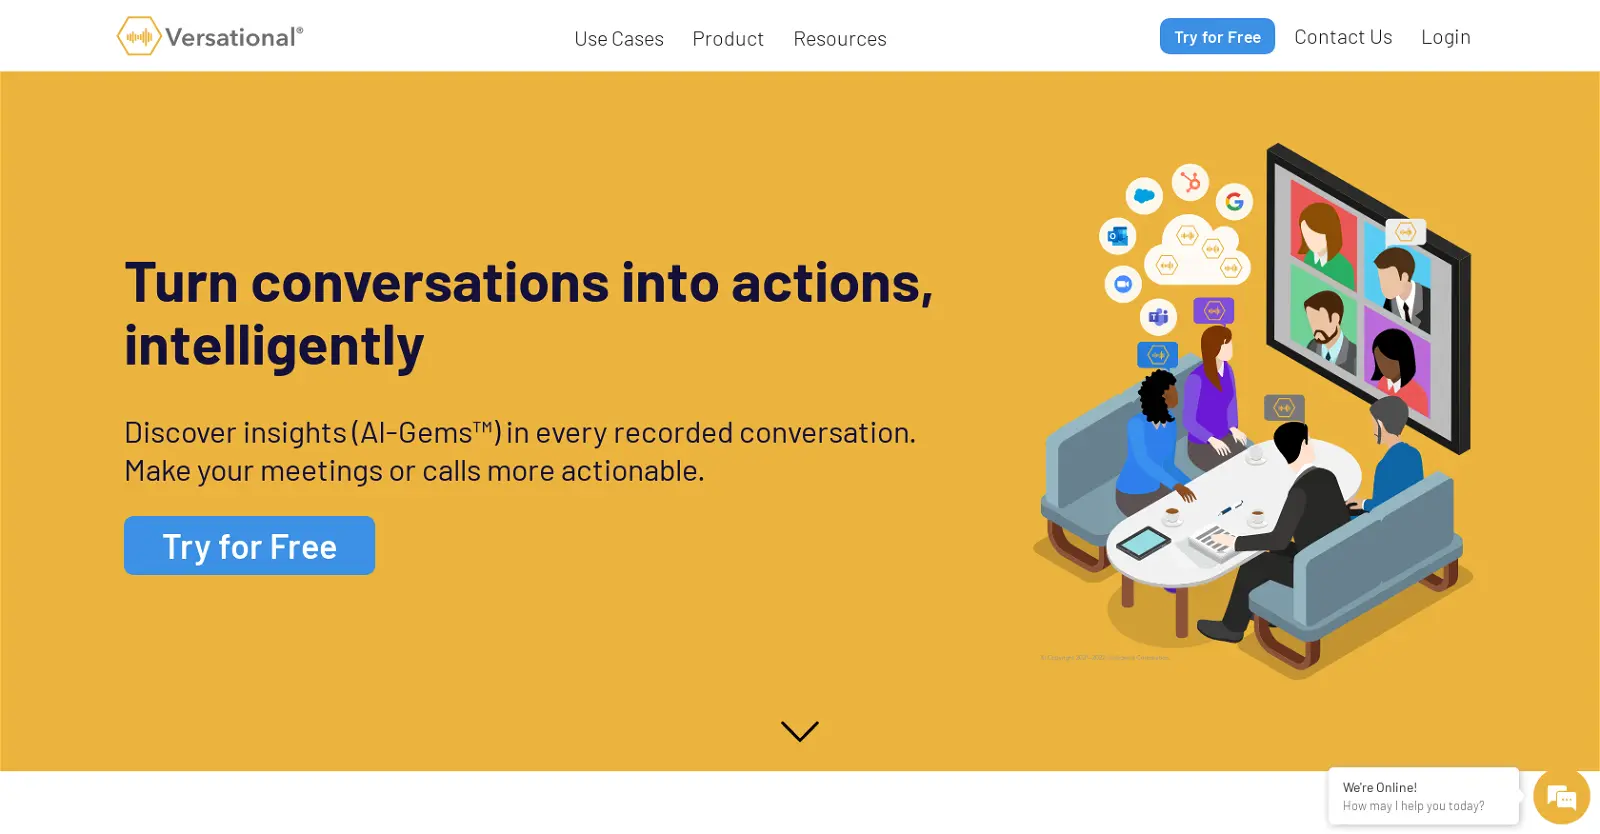 Versational®
Use Cases
Product
Resources
Try for Free
Contact Us
Login
Turn conversations into actions,
intelligently
Discover insights (AI-Gems™) in every recorded conversation.
Make your meetings or calls more actionable.
Try for Free
We're Online!
How may I help you today?